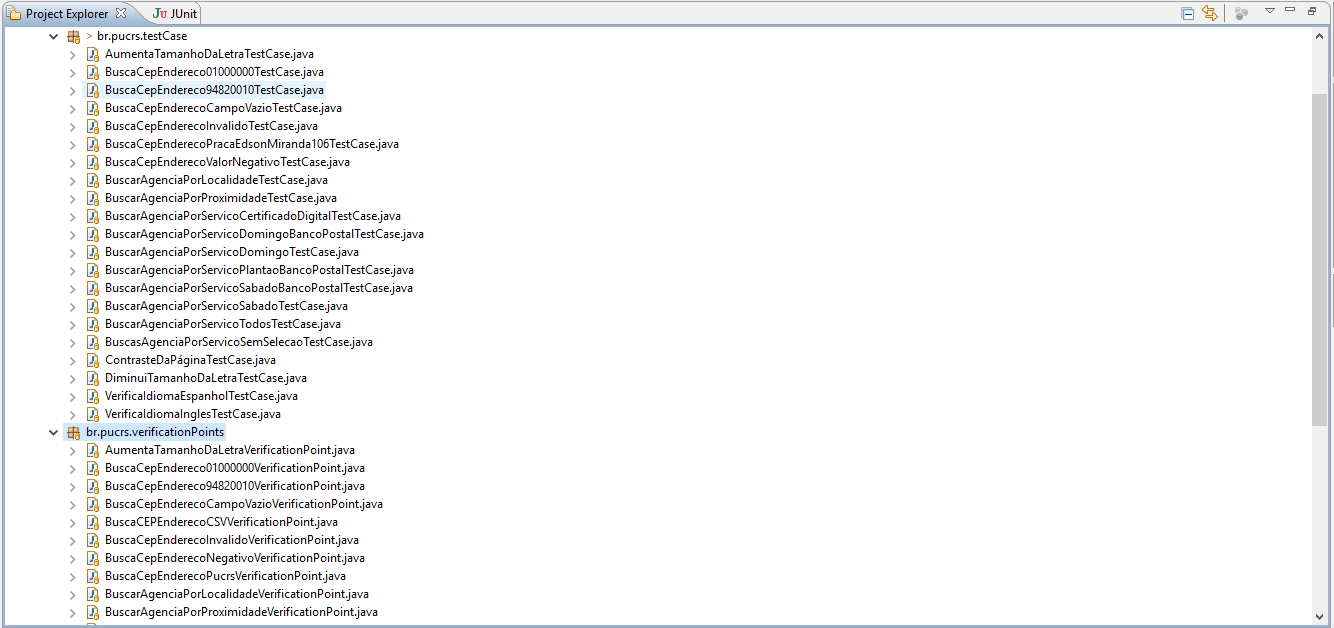 Project Explorer JUnit
> br.pucrs.testCase
AumentaTamanhoDaLetraTestCase.java
BuscaCepEndereco01000000TestCase.java
BuscaCepEndereco94820010TestCase.java
BuscaCepEnderecoCampoVazioTestCase.java
BuscaCepEnderecoInvalidoTestCase.java
BuscaCepEnderecoPracaEdsonMiranda106TestCase.java
BuscaCepEnderecoValorNegativoTestCase.java
BuscarAgenciaPorLocalidadeTestCase.java
BuscarAgenciaPorProximidadeTestCase.java
BuscarAgenciaPorServicoCertificadoDigitalTestCase.java
BuscarAgenciaPorServicoDomingoBancoPostalTestCase.java
BuscarAgenciaPorServicoDomingoTestCase.java
BuscarAgenciaPorServicoPlantaoBancoPostalTestCase.java
BuscarAgenciaPorServicoSabadoBancoPostalTestCase.java
BuscarAgenciaPorServicoSabadoTestCase.java
BuscarAgenciaPorServicoTodosTestCase.java
BuscasAgenciaPorServicoSemSelecaoTestCase.java
ContrasteDaPáginaTestCase.java
DiminuiTamanhoDaLetraTestCase.java
VerificaIdiomaEspanholTestCase.java
VerificaIdiomaInglesTestCase.java
br.pucrs.verificationPoints
AumentaTamanhoDaLetraVerificationPoint.java
BuscaCepEndereco01000000VerificationPoint.java
BuscaCepEndereco94820010VerificationPoint.java
BuscaCepEnderecoCampoVazioVerificationPoint.java
BuscaCEPEnderecoCSVVerificationPoint.java
BuscaCepEnderecoInvalidoVerificationPoint.java
BuscaCepEnderecoNegativoVerificationPoint.java
BuscaCepEnderecoPucrsVerificationPoint.java
BuscarAgenciaPorLocalidadeVerificationPoint.java
BuscarAgenciaPorProximidadeVerificationPoint.java